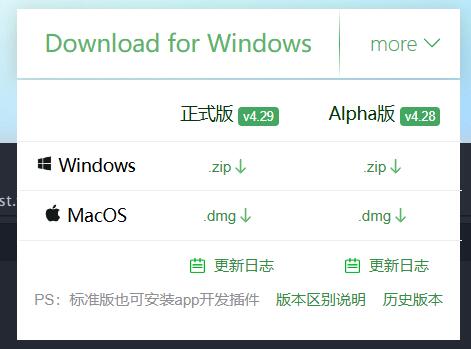 Download for Windows more
正式版 v4.29 Alpha版 v4.28
Windows .zip .zip
st.
MacOS .dmg .dmg
更新日志 更新日志
PS：标准版也可安装app开发插件 版本区别说明 历史版本